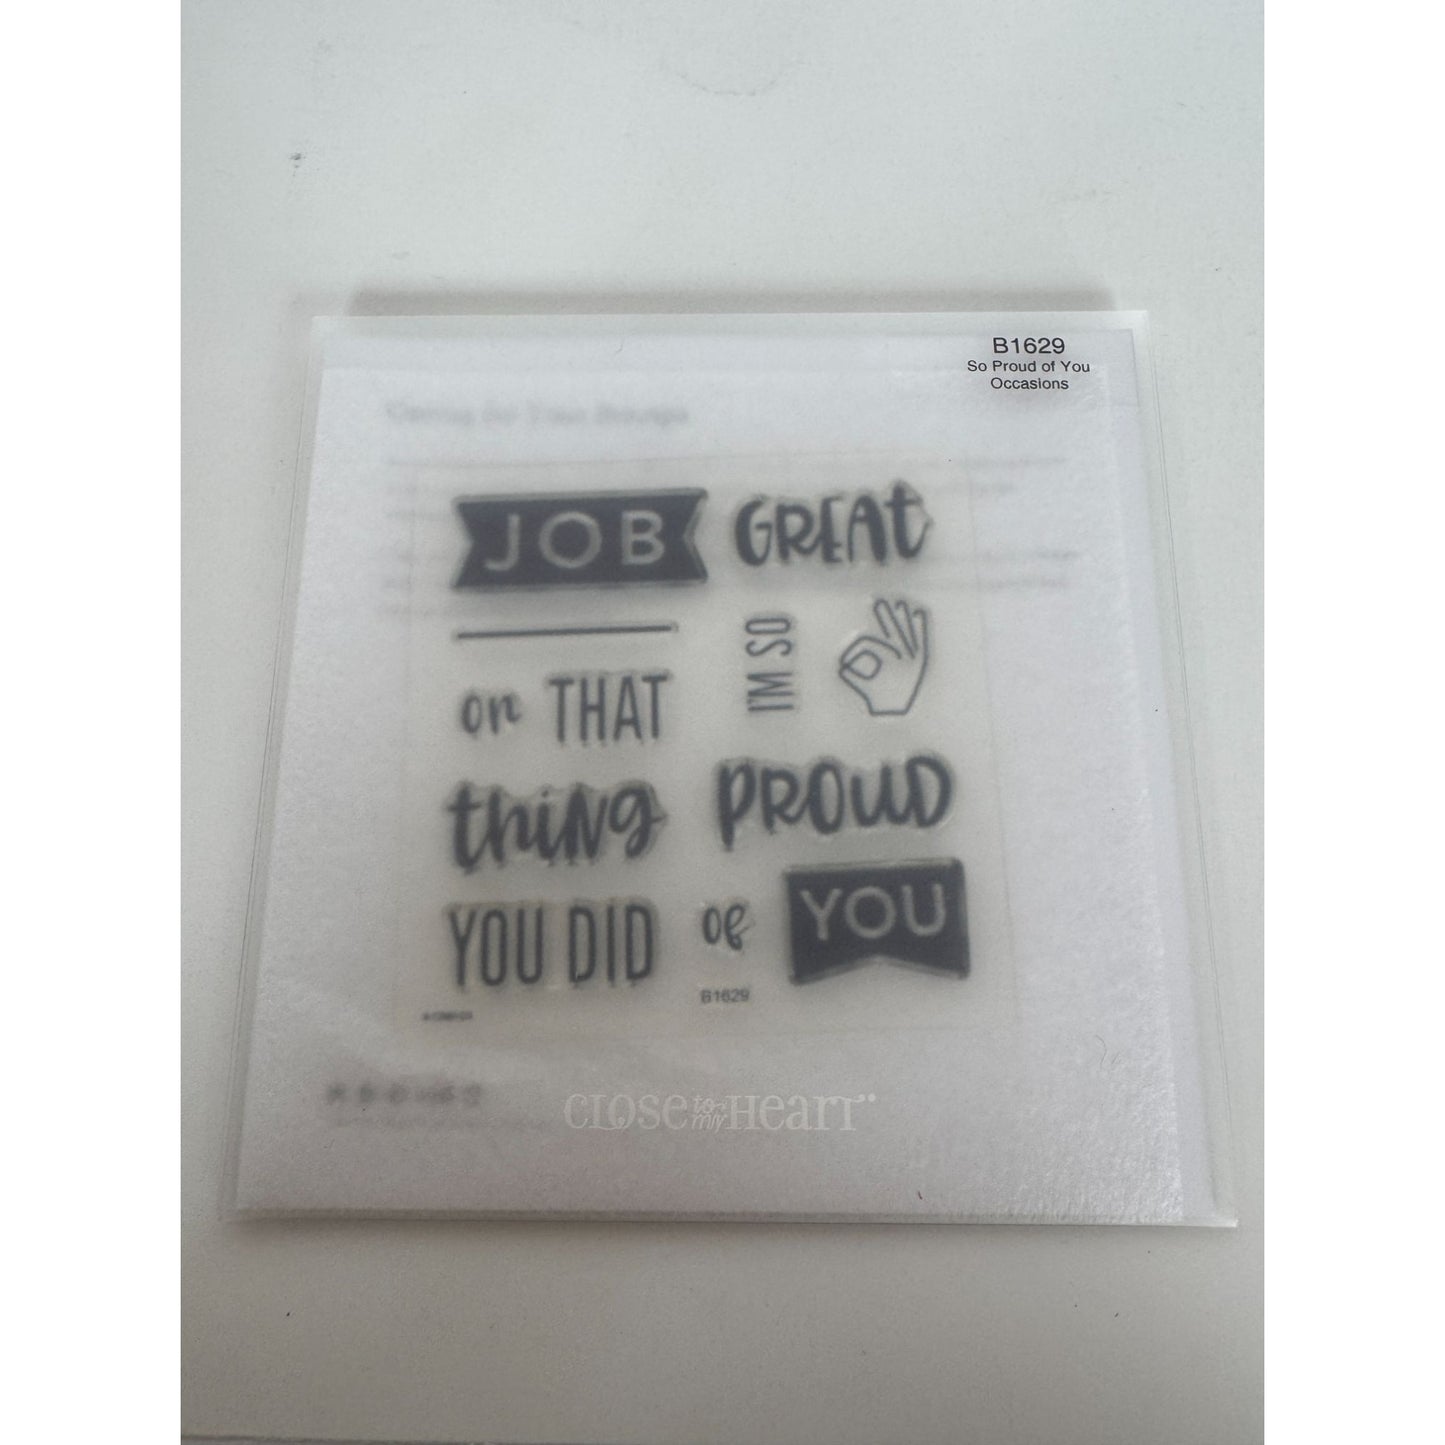 B1629
So Proud of You
Occasions
JOB
GREAT
I'M SO
on THAT
thing
PROUD
YOU DID
of
YOU
B1629
CLOSE to my HEART